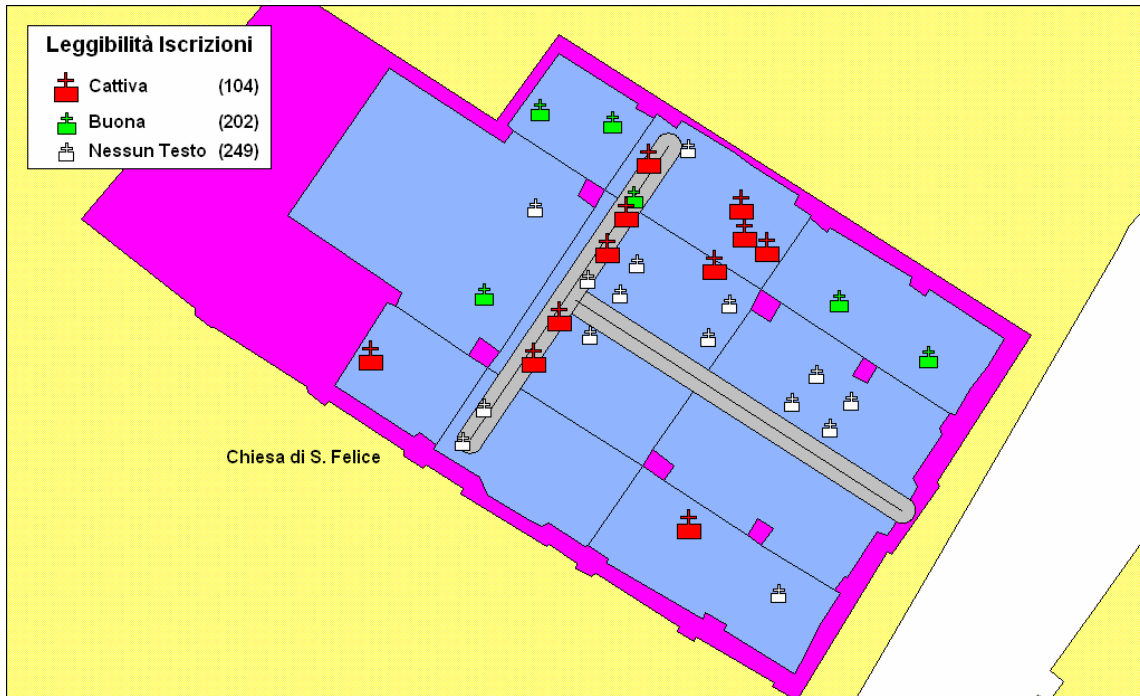 Leggibilità Iscrizioni
Cattiva (104)
Buona (202)
Nessun Testo (249)
Chiesa di S. Felice